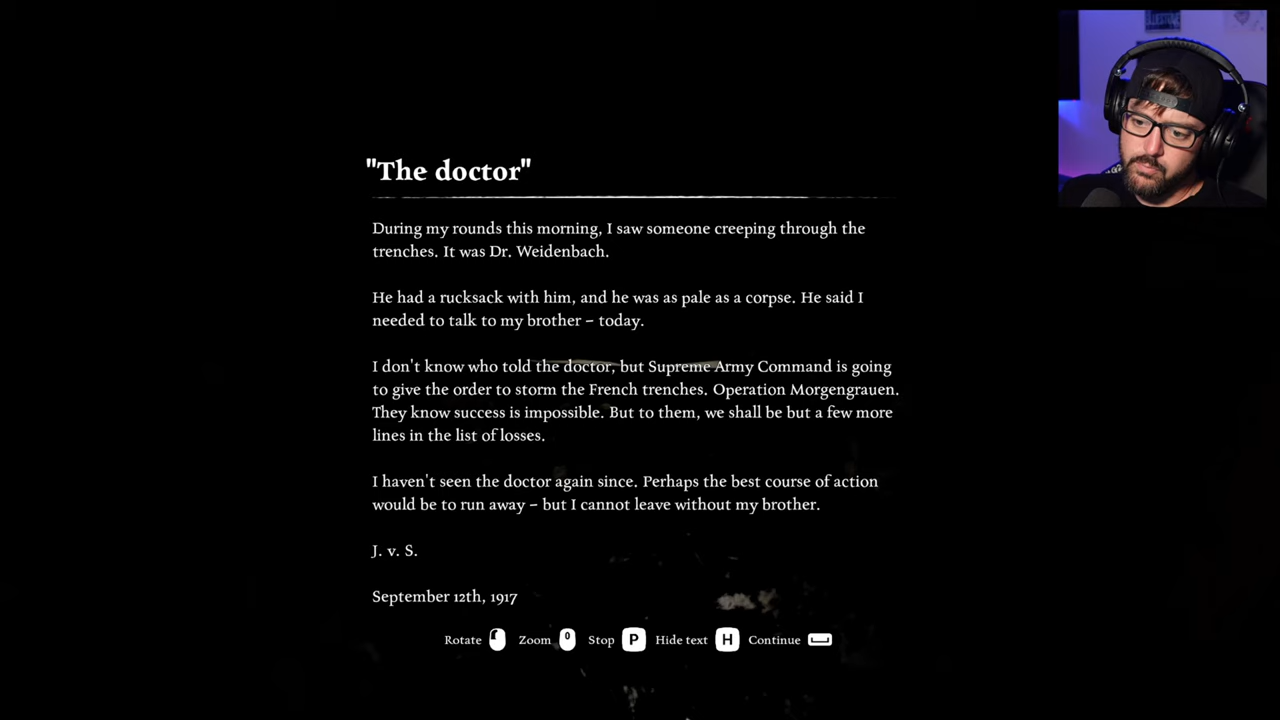 "The doctor"
During my rounds this morning, I saw someone creeping through the
trenches. It was Dr. Weidenbach.
He had a rucksack with him, and he was as pale as a corpse. He said I
needed to talk to my brother – today.
I don't know who told the doctor, but Supreme Army Command is going
to give the order to storm the French trenches. Operation Morgengrauen.
They know success is impossible. But to them, we shall be but a few more
lines in the list of losses.
I haven't seen the doctor again since. Perhaps the best course of action
would be to run away – but I cannot leave without my brother.
J. v. S.
September 12th, 1917
Rotate Zoom 0 Stop P Hide text H Continue